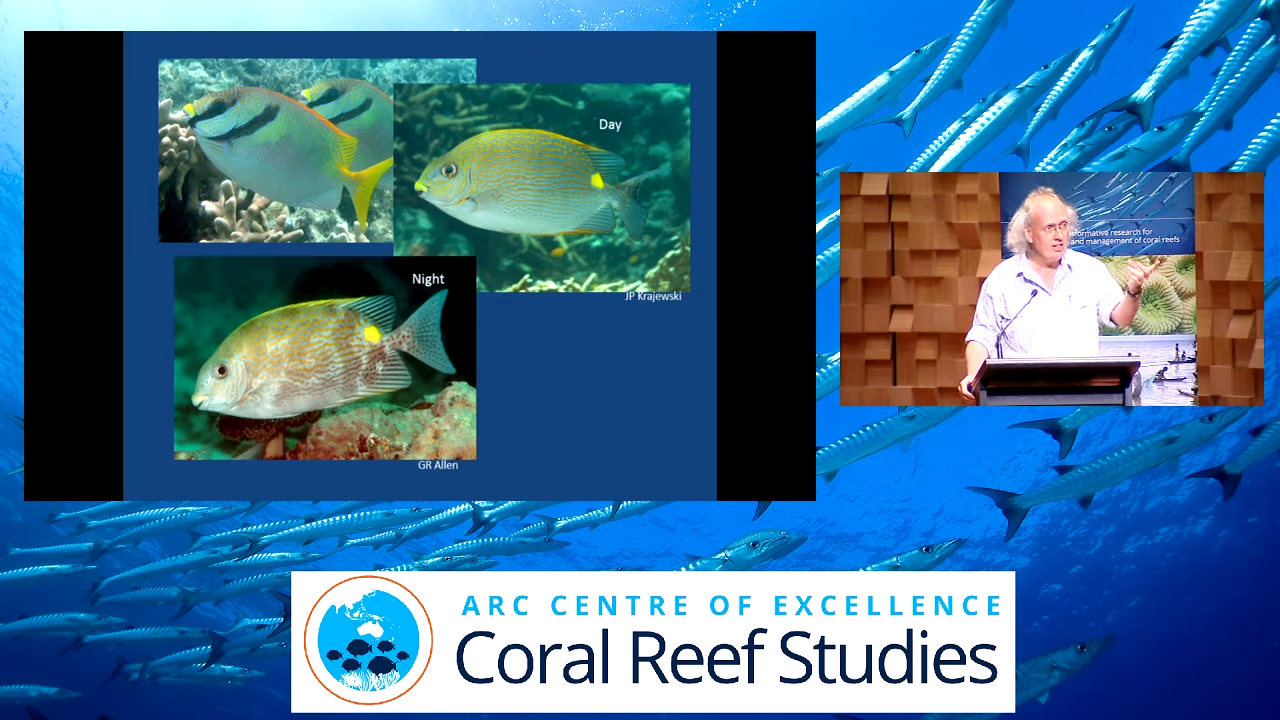 Day
JP Krajewski
Night
GR Allen
formative research for
and management of coral reefs
ARC CENTRE OF EXCELLENCE
Coral Reef Studies